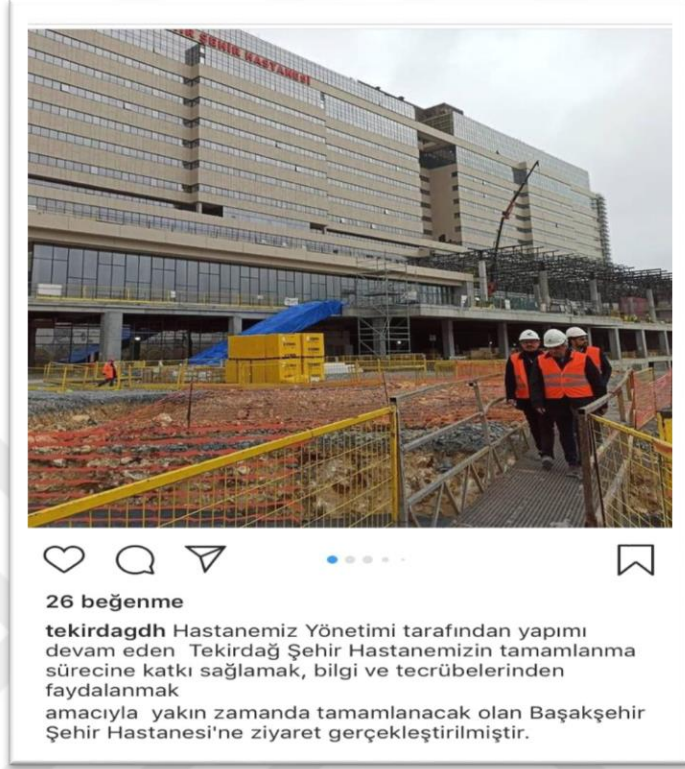 ŞEHİR HASTANESİ
26 beğenme
tekirdagdh Hastanemiz Yönetimi tarafından yapımı
devam eden Tekirdağ Şehir Hastanemizin tamamlanma
sürecine katkı sağlamak, bilgi ve tecrübelerinden
faydalanmak
amacıyla yakın zamanda tamamlanacak olan Başakşehir
Şehir Hastanesi'ne ziyaret gerçekleştirilmiştir.